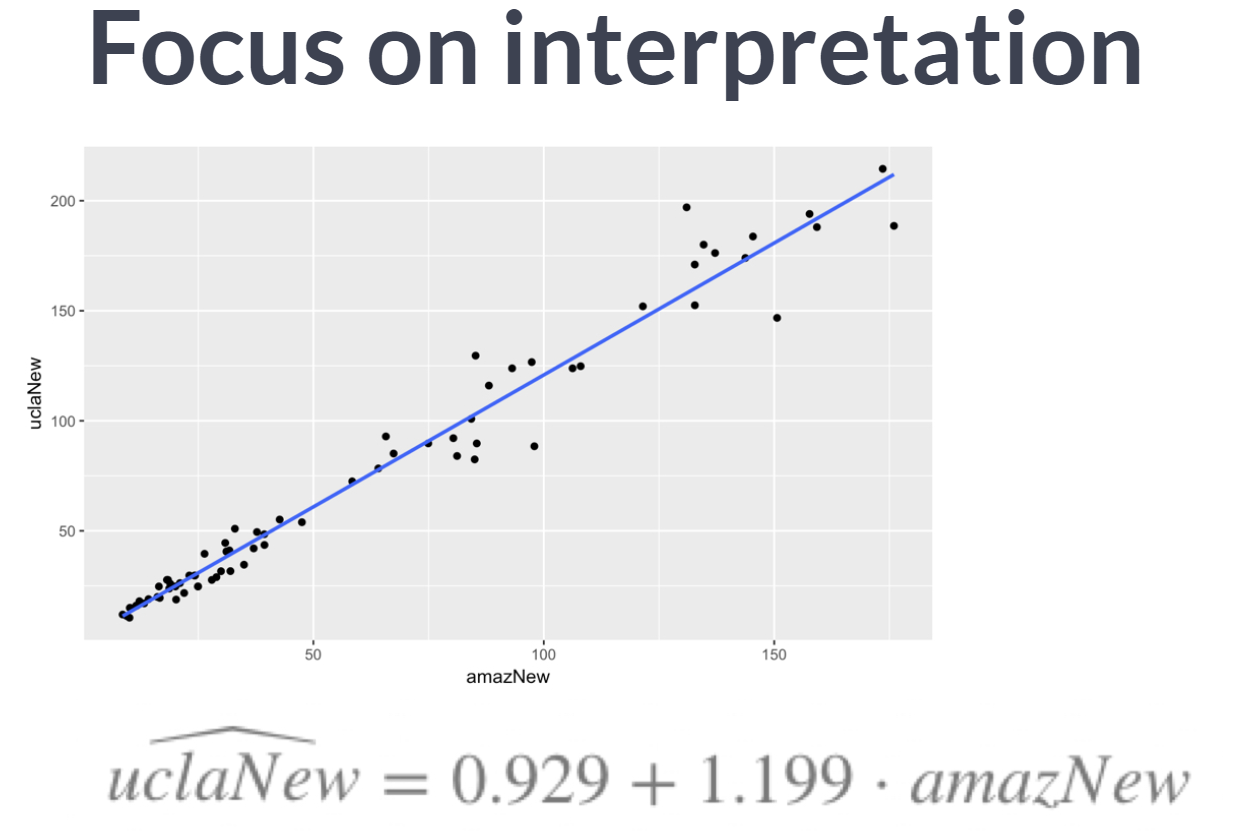 Focus on interpretation
200
150
100
50
uclaNew
50 100 150
amazNew
uclaNew = 0.929 + 1.199 · amazNew